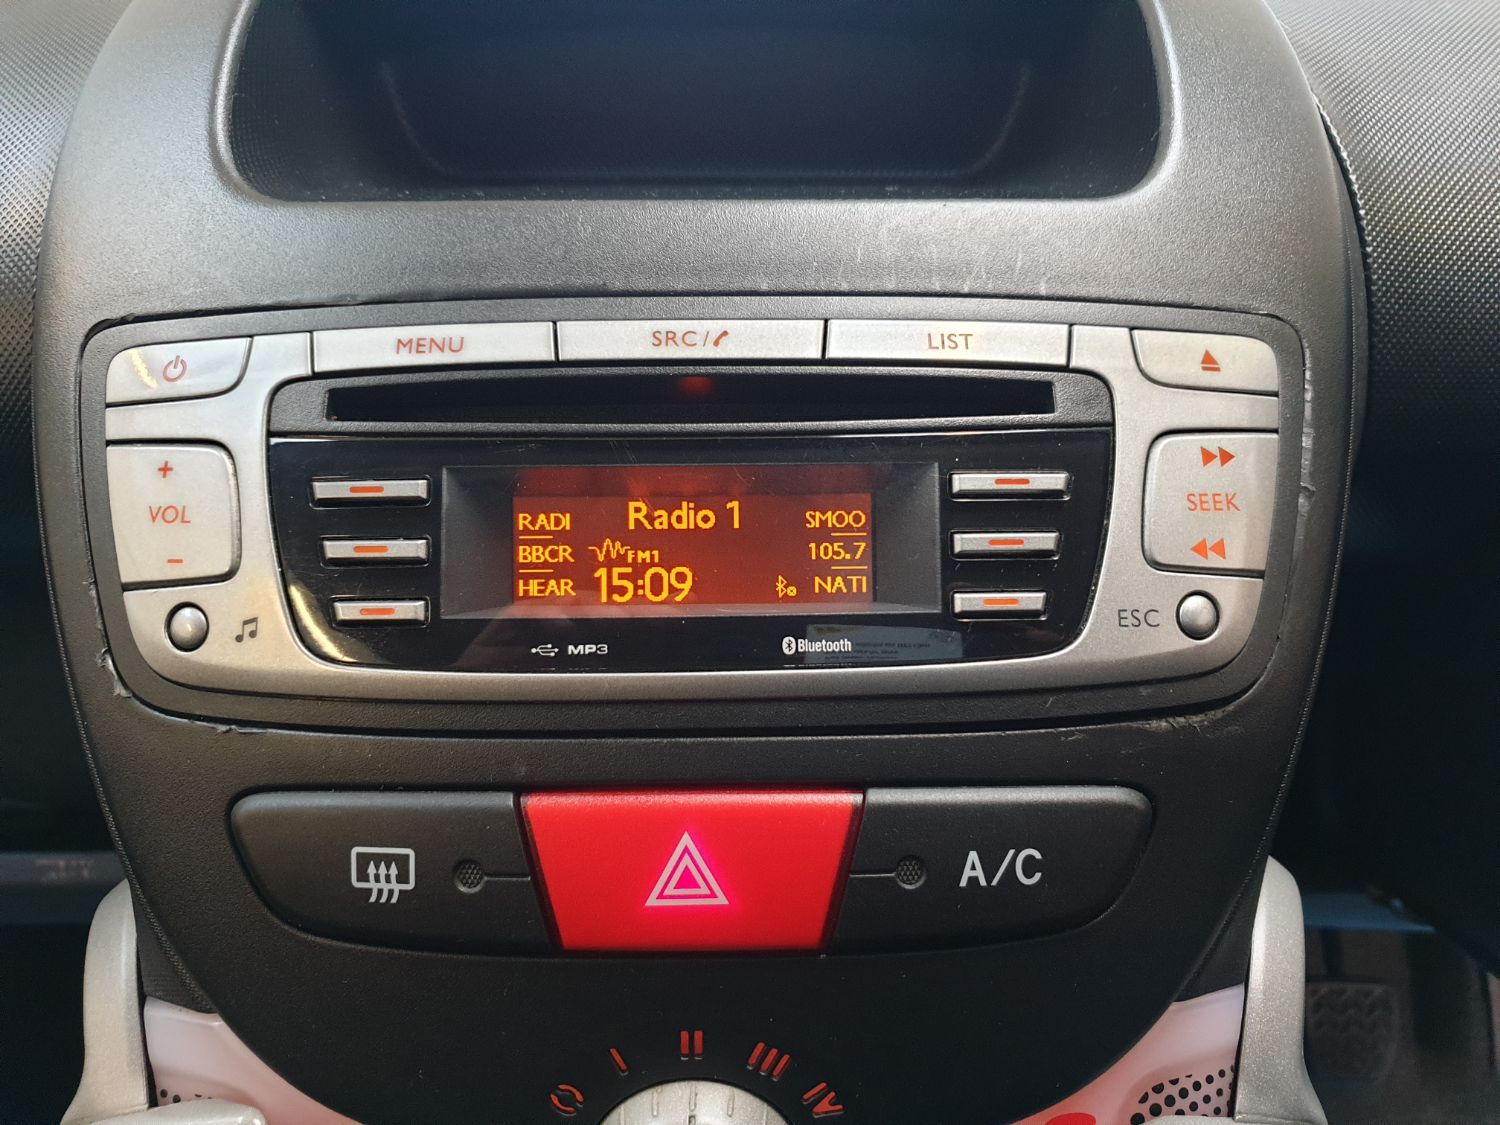 MENU
SRC/
LIST
+
VOL
−
SEEK
RADI
Radio 1
SMOO
BBCR
FM1
105.7
HEAR
15:09
NATI
ESC
MP3
Bluetooth
A/C
I
II
III
IV